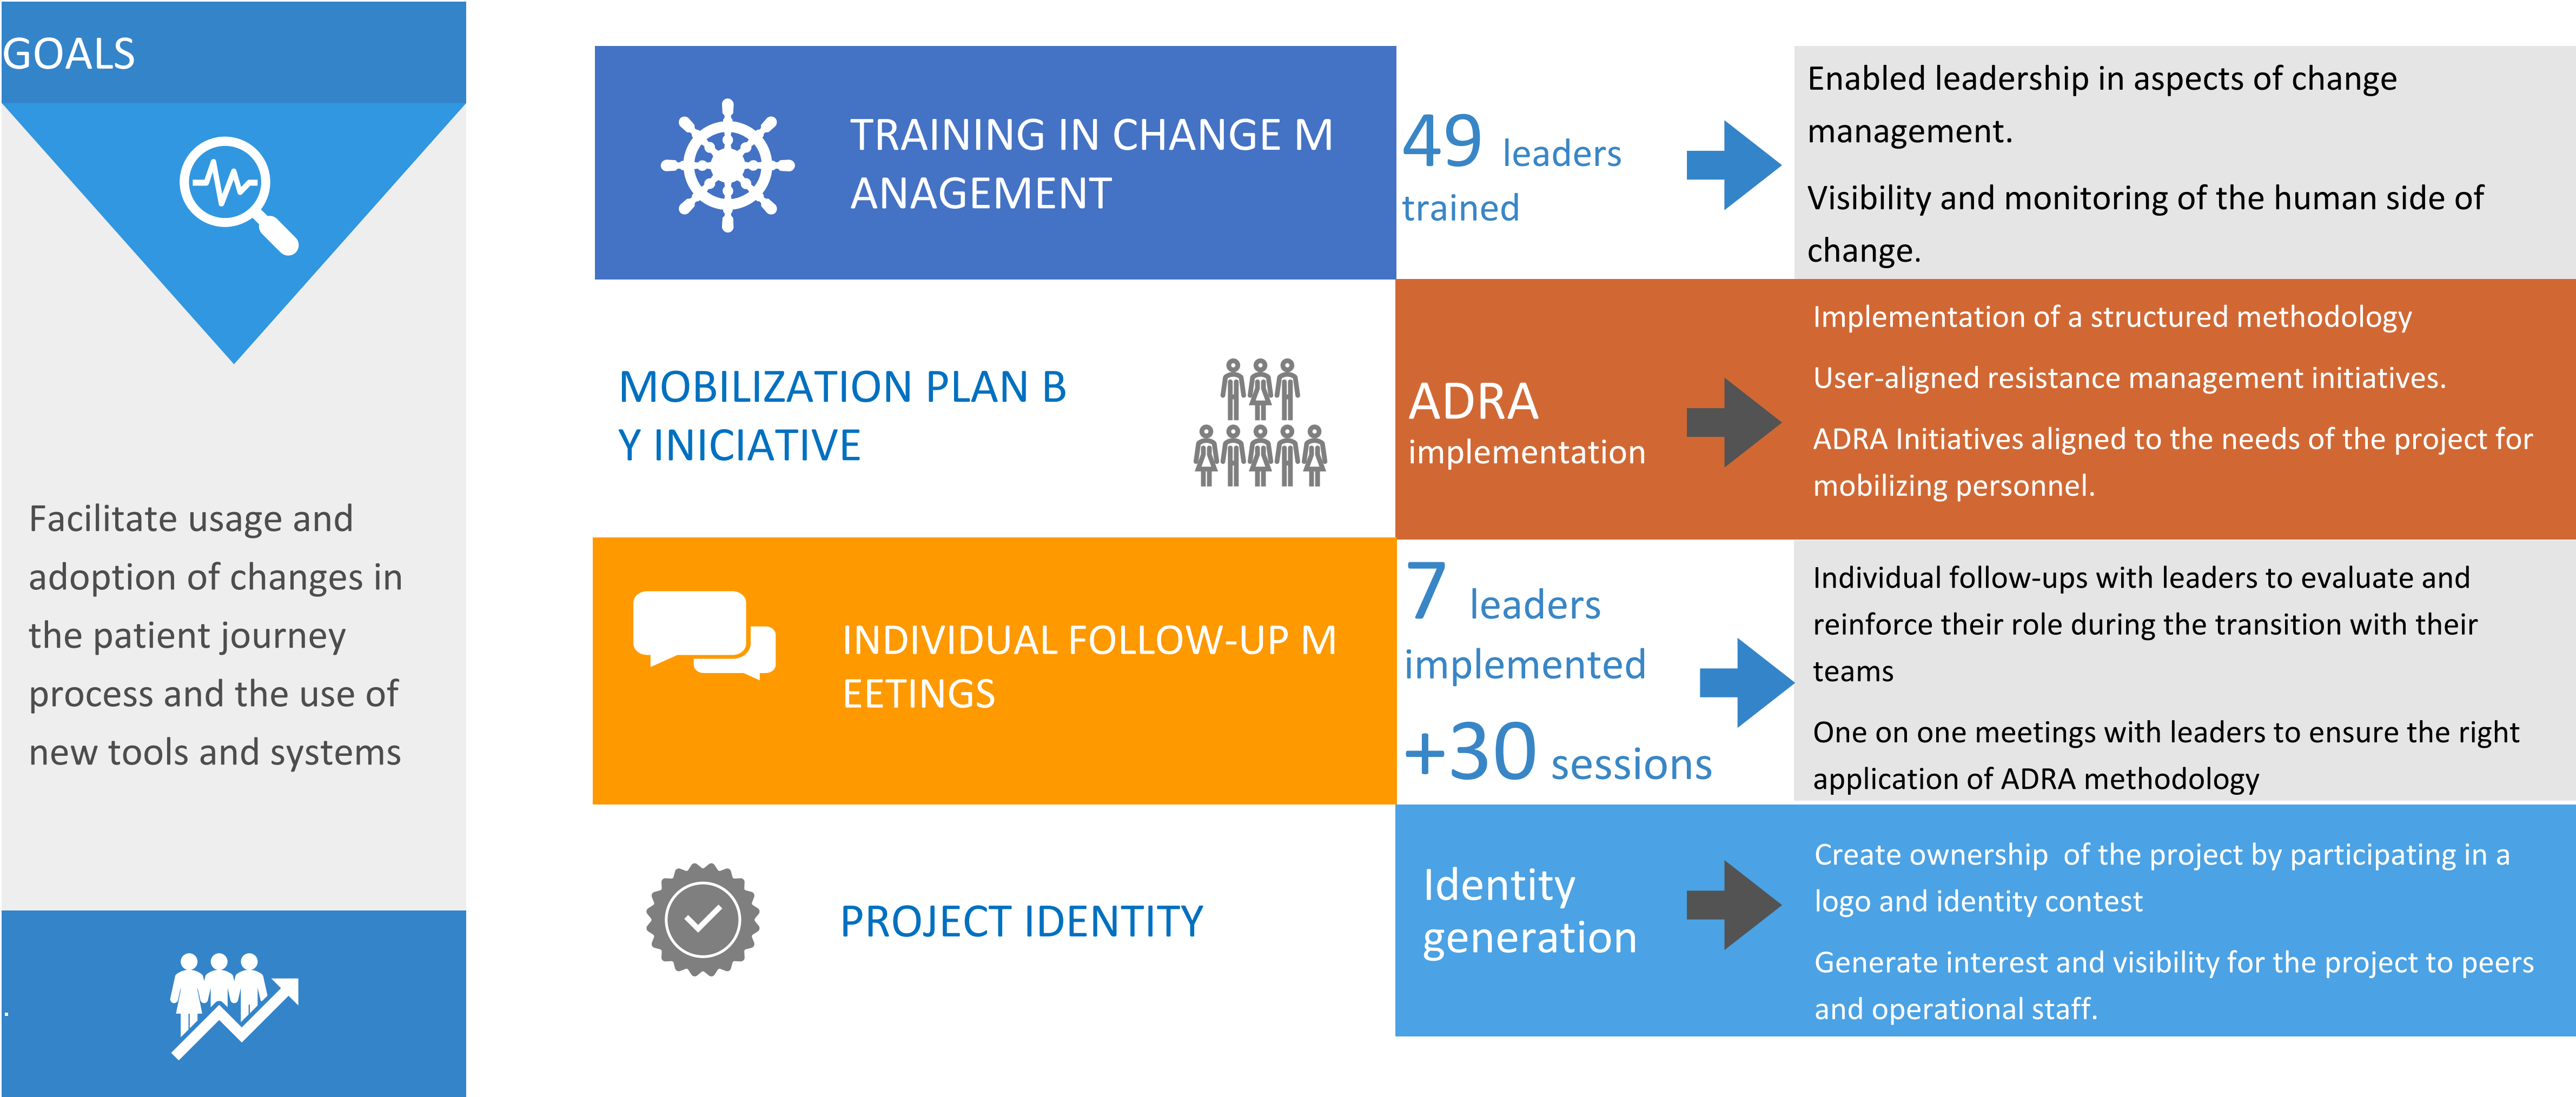 GOALS
Facilitate usage and
adoption of changes in
the patient journey
process and the use of
new tools and systems
.
TRAINING IN CHANGE M
ANAGEMENT
49 leaders
trained
Enabled leadership in aspects of change
management.
Visibility and monitoring of the human side of
change.
MOBILIZATION PLAN B
Y INICIATIVE
ADRA
implementation
Implementation of a structured methodology
User-aligned resistance management initiatives.
ADRA Initiatives aligned to the needs of the project for
mobilizing personnel.
INDIVIDUAL FOLLOW-UP M
EETINGS
7 leaders
implemented
+30 sessions
Individual follow-ups with leaders to evaluate and
reinforce their role during the transition with their
teams
One on one meetings with leaders to ensure the right
application of ADRA methodology
PROJECT IDENTITY
Identity
generation
Create ownership  of the project by participating in a
logo and identity contest
Generate interest and visibility for the project to peers
and operational staff.